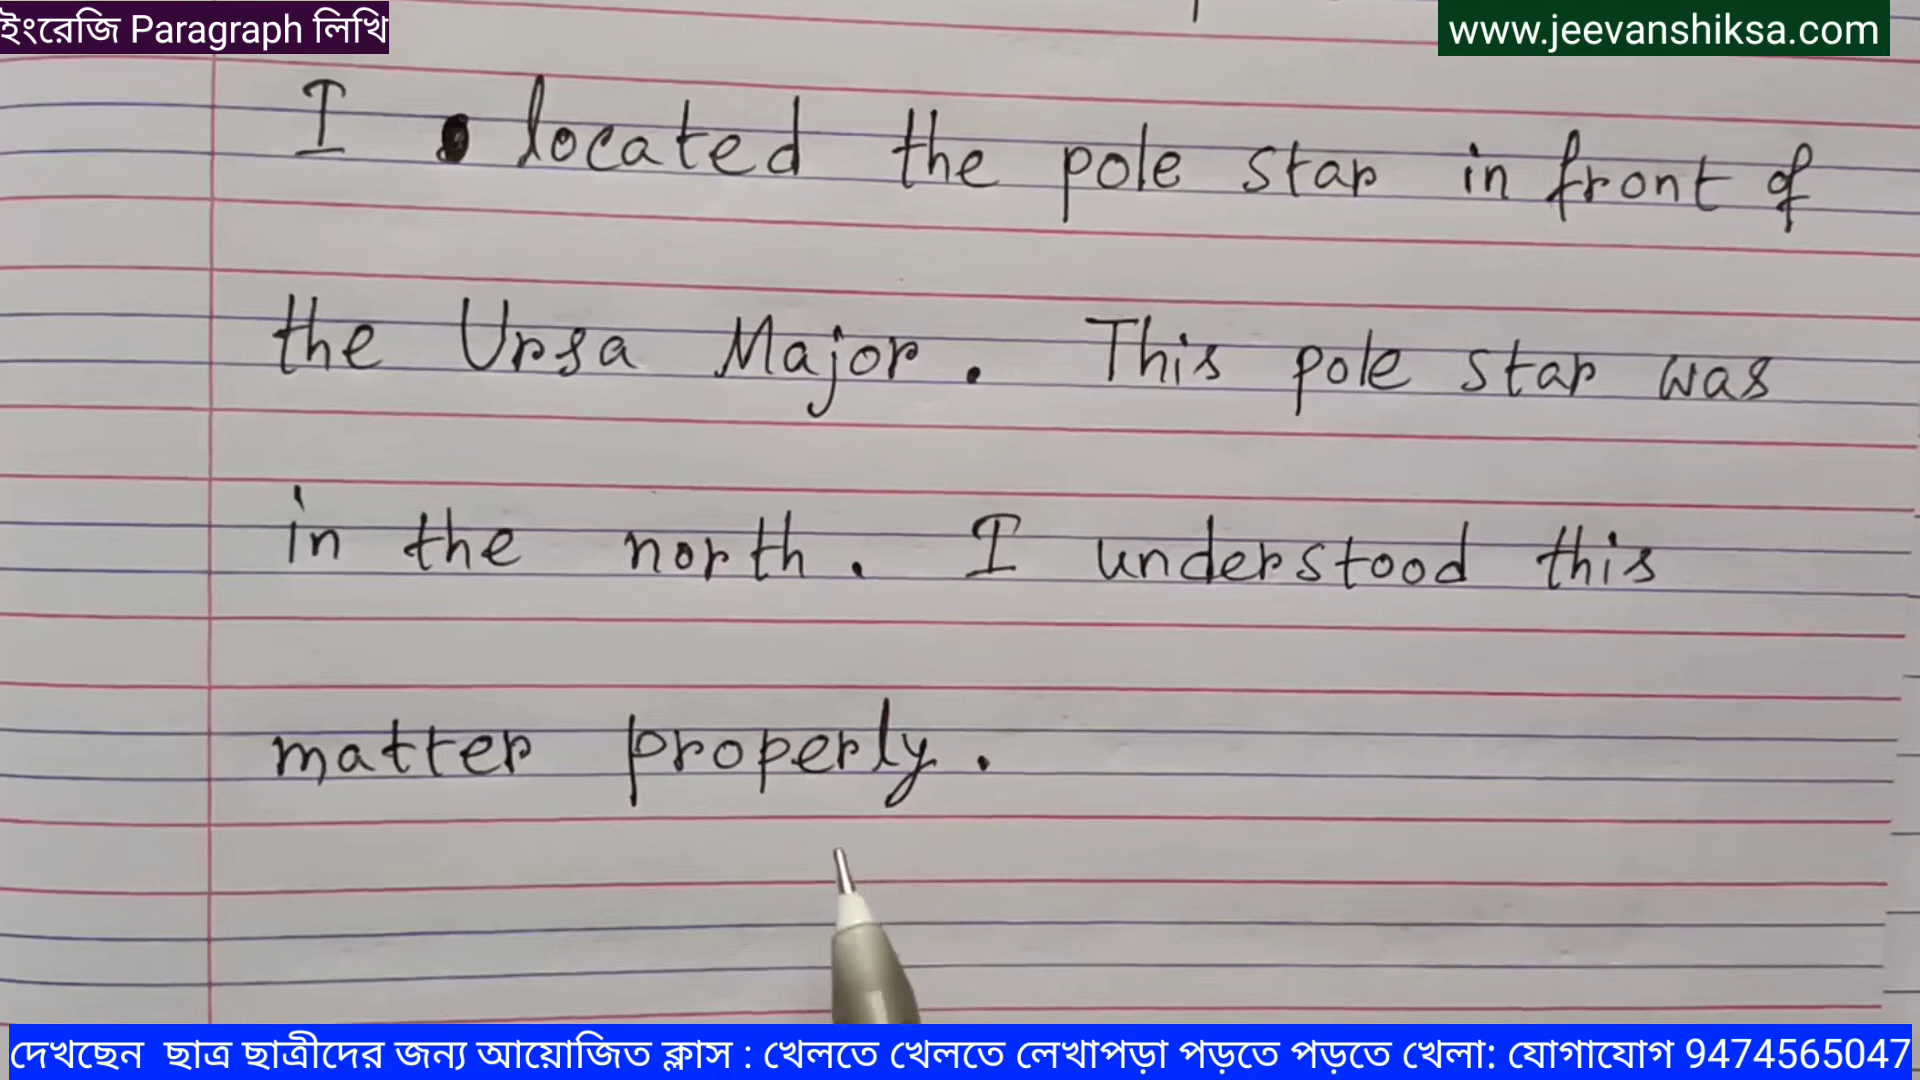 ইংরেজি Paragraph লিখি
www.jeevanshiksa.com
I located the pole star in front of
the Ursa Major. This pole star was
in the north. I understood this
matter properly.
দেখছেন ছাত্র ছাত্রীদের জন্য আয়োজিত ক্লাস : খেলতে খেলতে লেখাপড়া পড়তে পড়তে খেলা: যোগাযোগ 9474565047